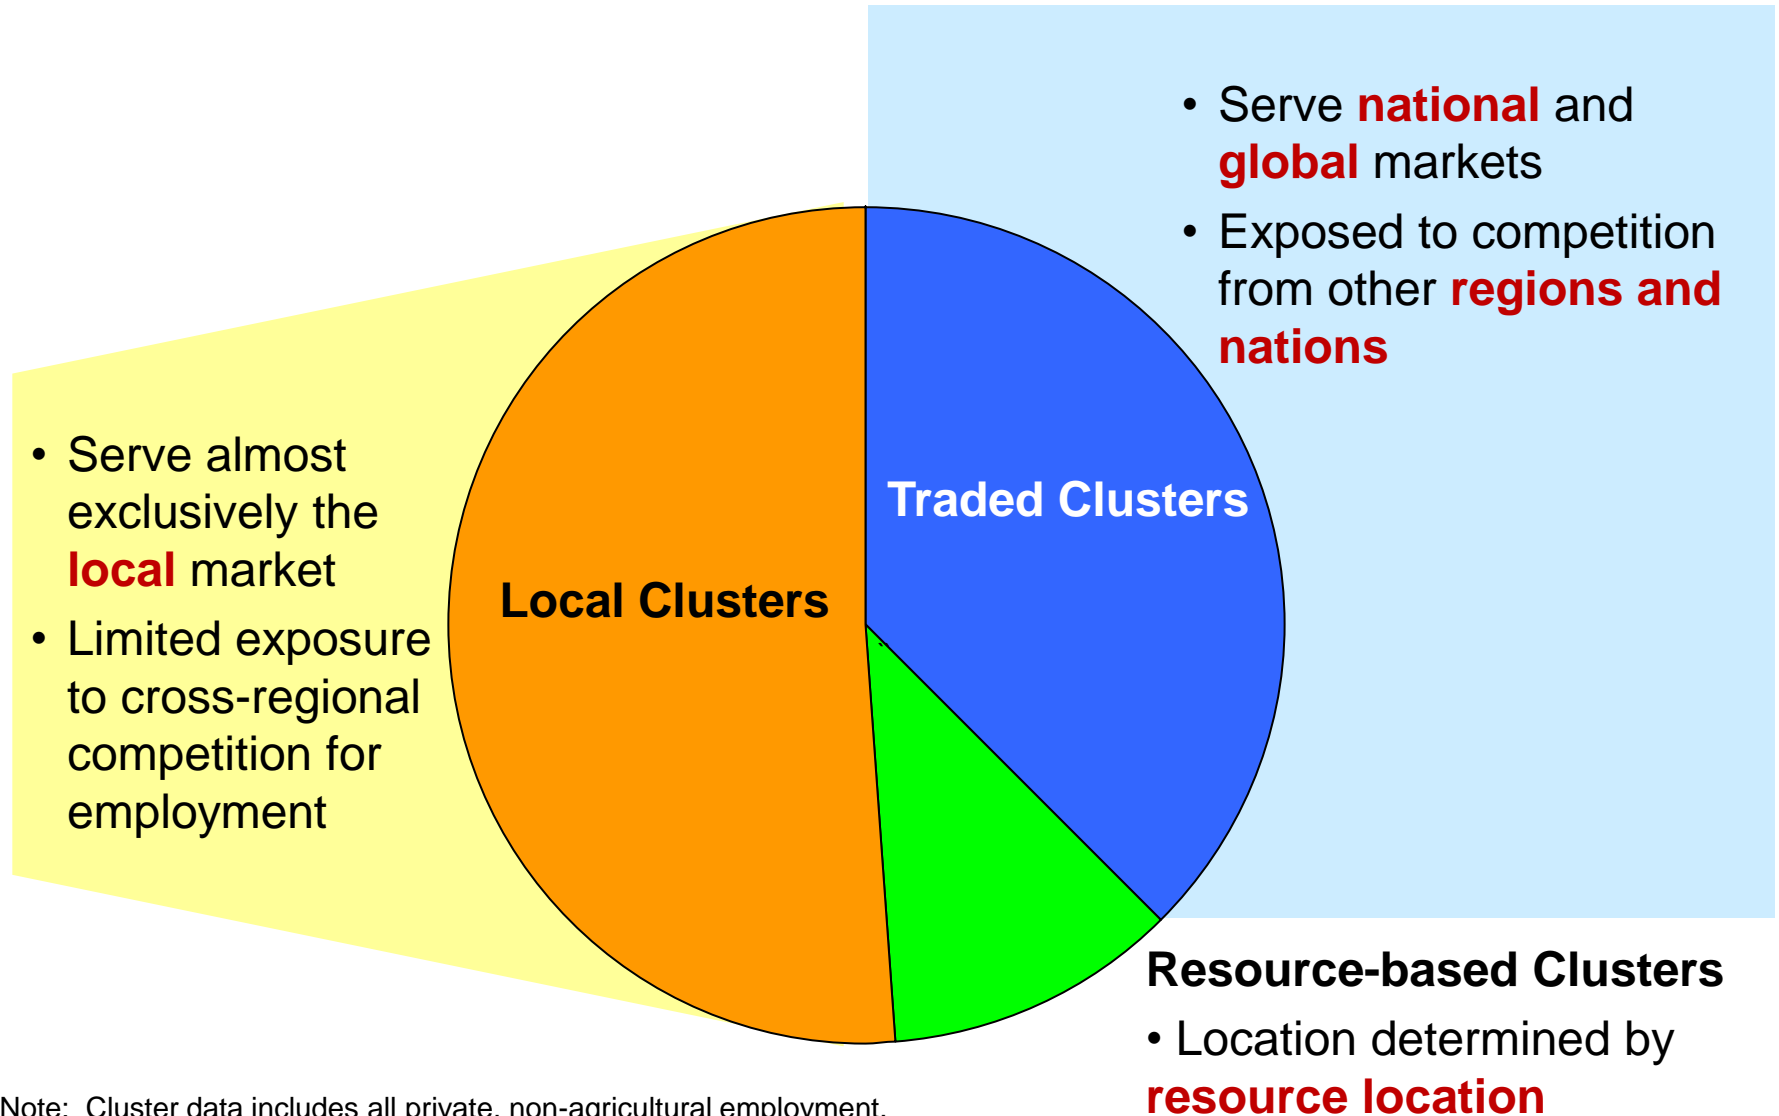 • Serve national and
global markets
• Exposed to competition
from other regions and
nations
Traded Clusters
• Serve almost
exclusively the
local market
• Limited exposure
to cross-regional
competition for
employment
Local Clusters
Resource-based Clusters
• Location determined by
resource location
Note: Cluster data includes all private, non-agricultural employment.